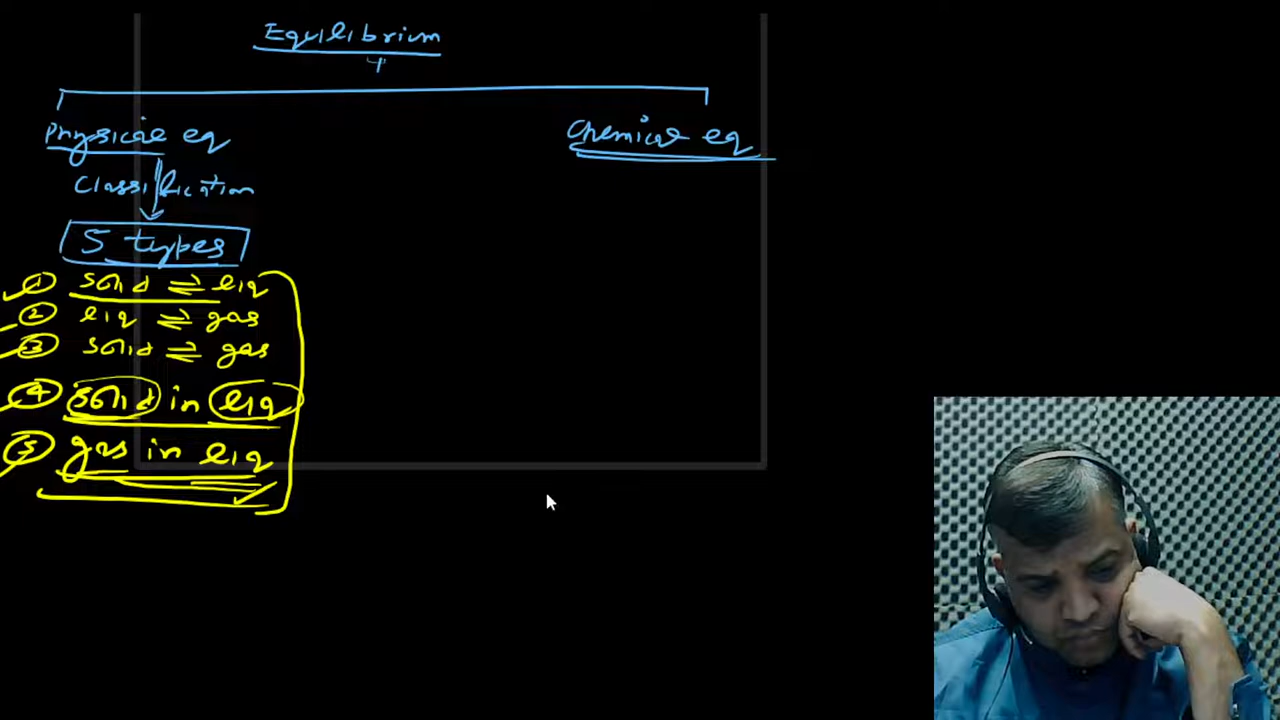 Equilibrium
Physical eq
Chemical eq
Classification
5 types
① solid ⇌ liq
② liq ⇌ gas
③ solid ⇌ gas
④ solid in liq
⑤ gas in liq